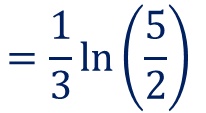 = 1/3 ln(5/2)